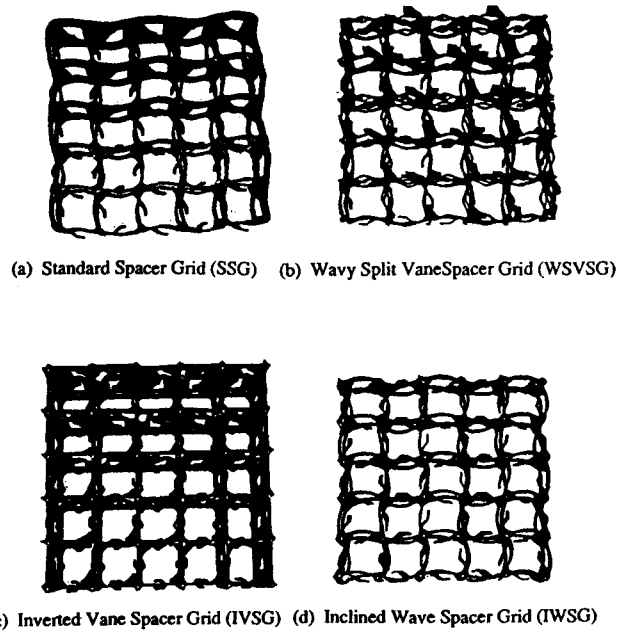 (a) Standard Spacer Grid (SSG) (b) Wavy Split VaneSpacer Grid (WSVSG)
) Inverted Vane Spacer Grid (IVSG) (d) Inclined Wave Spacer Grid (IWSG)